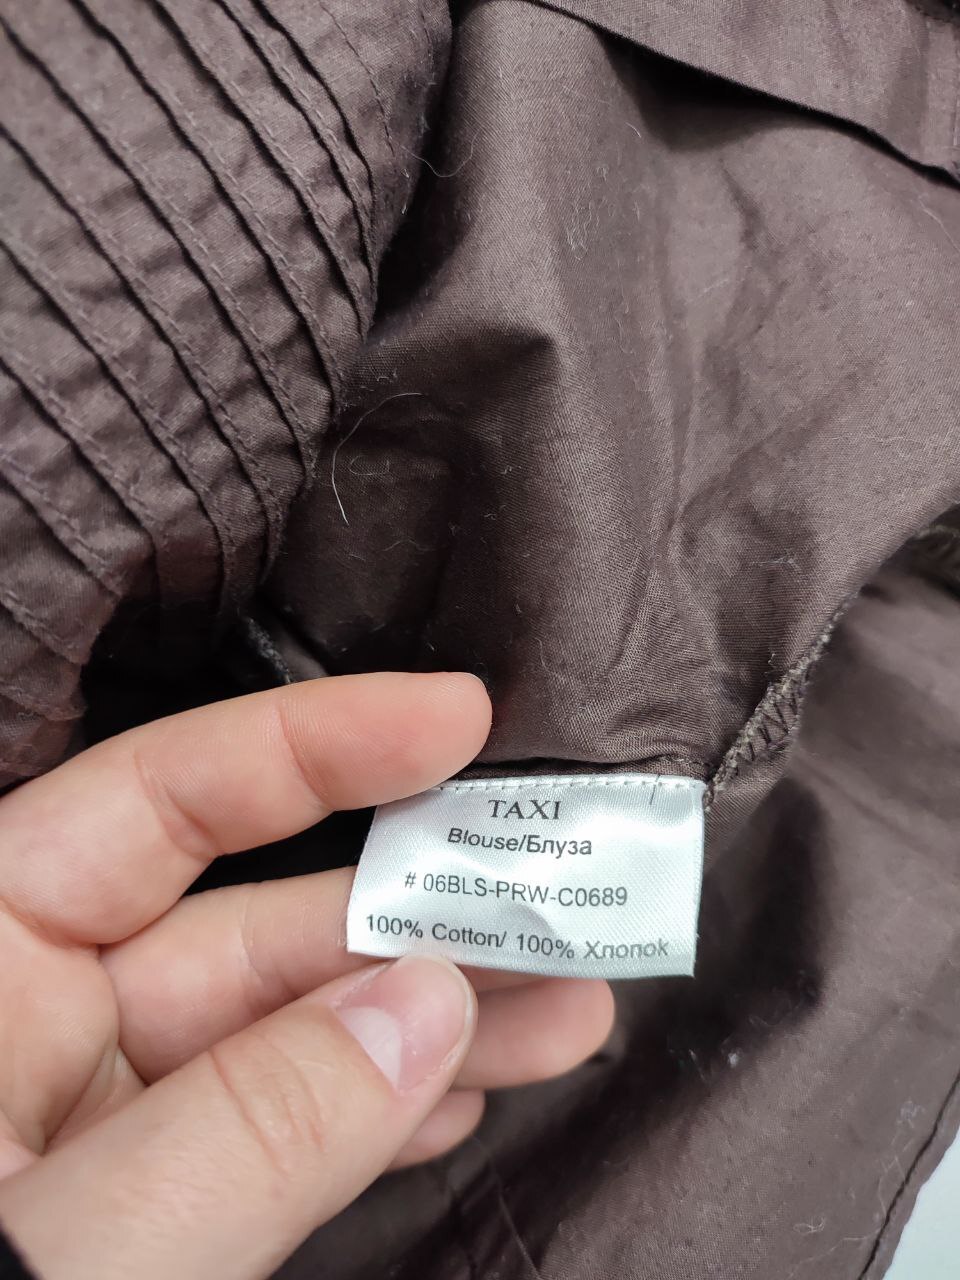 TAXI
Blouse/Блуза
# 06BLS-PRW-C0689
100% Cotton/ 100% Хлопок